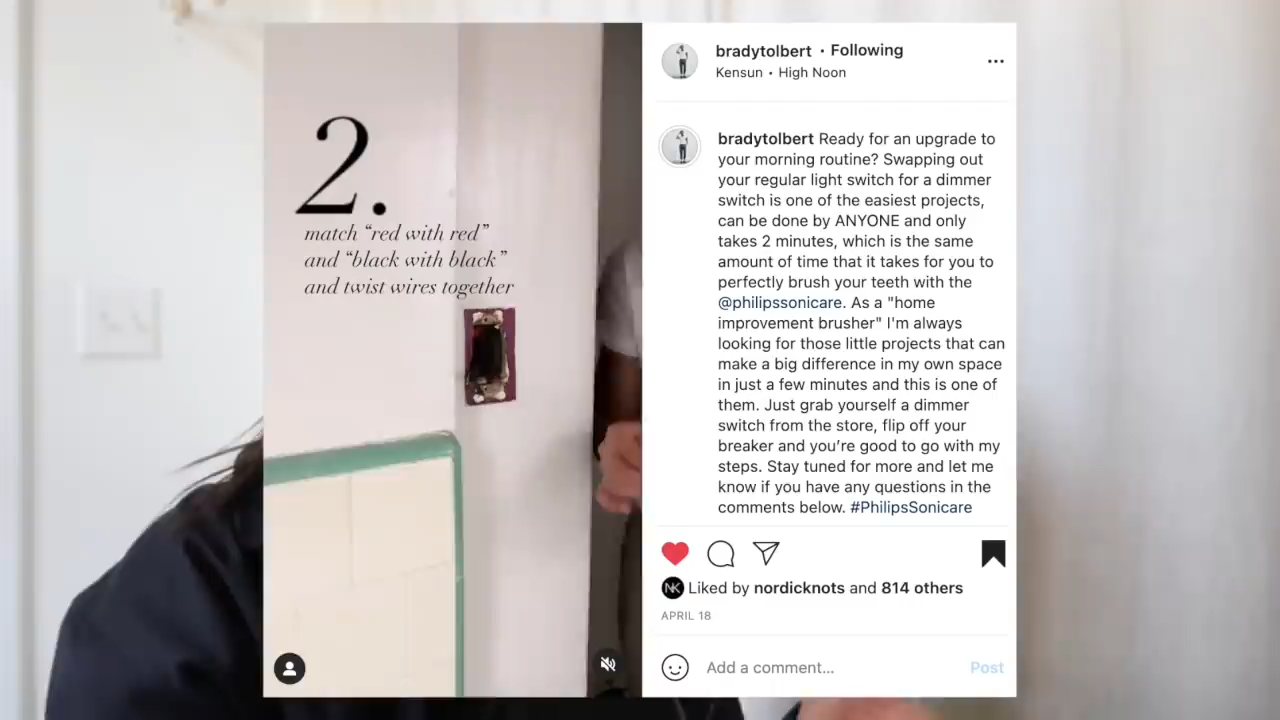 2.
match “red with red”
and “black with black”
and twist wires together
bradytolbert • Following
Kensun • High Noon
bradytolbert Ready for an upgrade to
your morning routine? Swapping out
your regular light switch for a dimmer
switch is one of the easiest projects,
can be done by ANYONE and only
takes 2 minutes, which is the same
amount of time that it takes for you to
perfectly brush your teeth with the
@philipssonicare. As a "home
improvement brusher" I'm always
looking for those little projects that can
make a big difference in my own space
in just a few minutes and this is one of
them. Just grab yourself a dimmer
switch from the store, flip off your
breaker and you’re good to go with my
steps. Stay tuned for more and let me
know if you have any questions in the
comments below. #PhilipsSonicare
NK Liked by nordicknots and 814 others
APRIL 18
Add a comment... Post